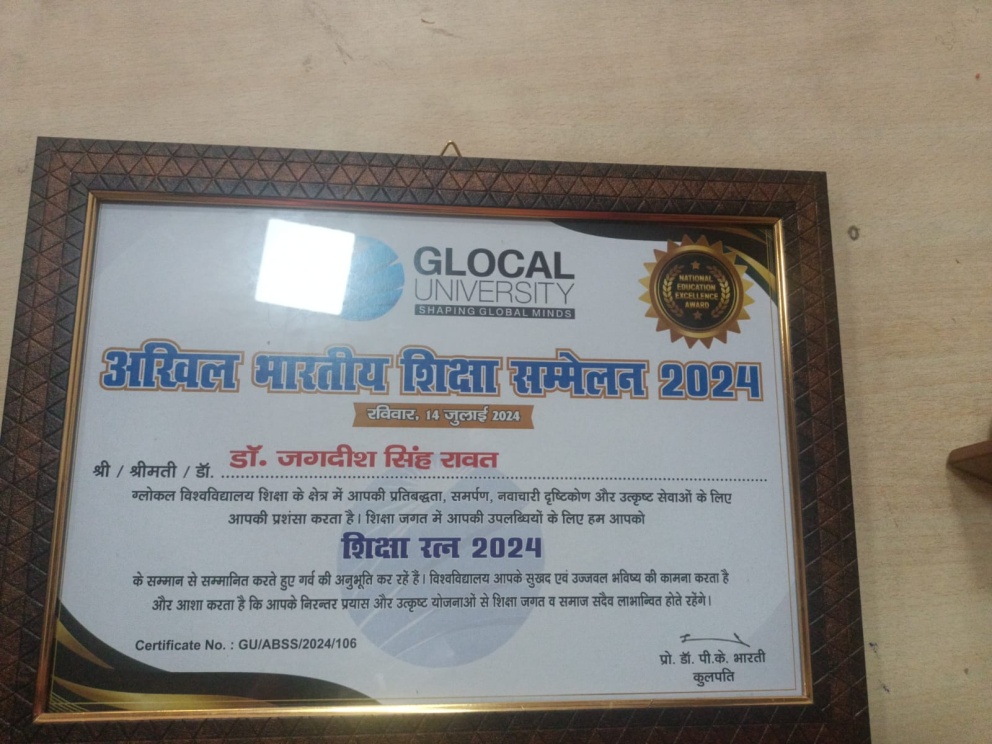 GLOCAL
UNIVERSITY
SHAPING GLOBAL MINDS
NATIONAL
EDUCATION
EXCELLENCE
AWARD
अखिल भारतीय शिक्षा सम्मेलन 2024
रविवार, 14 जुलाई 2024
श्री / श्रीमती / डॉ. डॉ. जगदीश सिंह रावत
ग्लोकल विश्वविद्यालय शिक्षा के क्षेत्र में आपकी प्रतिबद्धता, समर्पण, नवाचारी दृष्टिकोण और उत्कृष्ट सेवाओं के लिए
आपकी प्रशंसा करता है। शिक्षा जगत में आपकी उपलब्धियों के लिए हम आपको
शिक्षा रत्न 2024
के सम्मान से सम्मानित करते हुए गर्व की अनुभूति कर रहें हैं। विश्वविद्यालय आपके सुखद एवं उज्जवल भविष्य की कामना करता है
और आशा करता है कि आपके निरन्तर प्रयास और उत्कृष्ट योजनाओं से शिक्षा जगत व समाज सदैव लाभान्वित होते रहेंगे।
Certificate No. : GU/ABSS/2024/106
प्रो. डॉ. पी.के. भारती
कुलपति